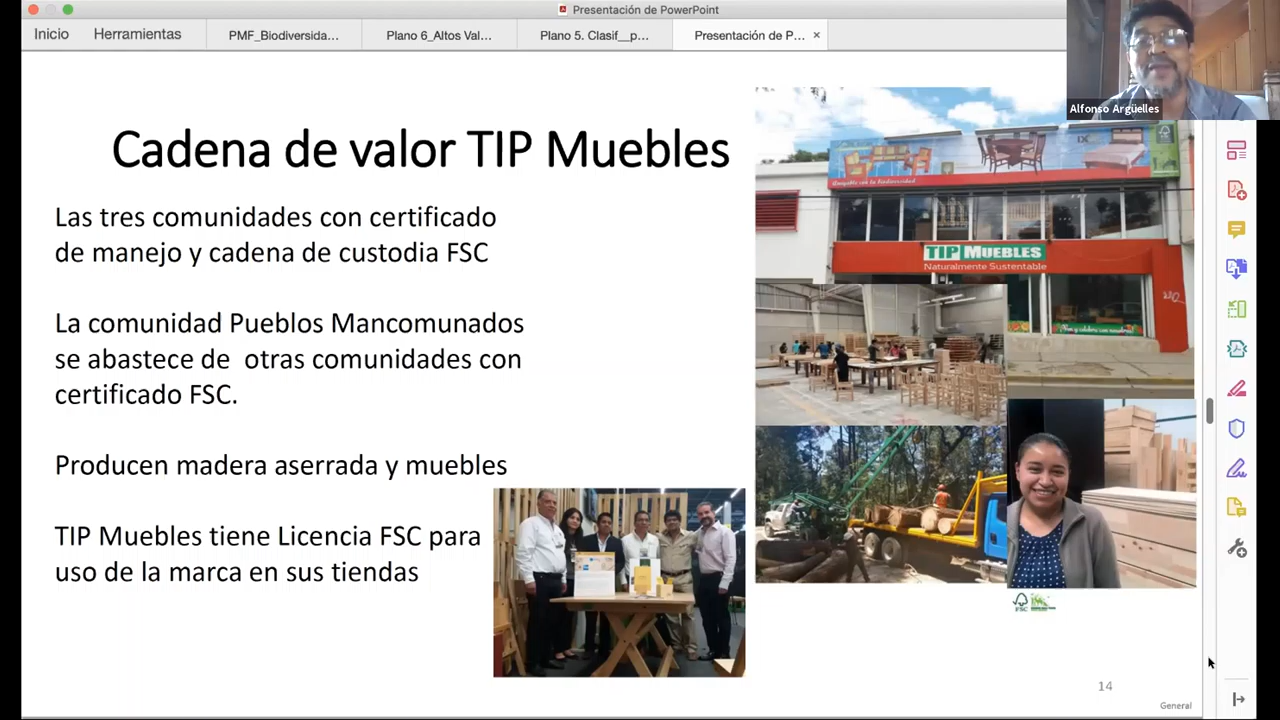 Presentación de PowerPoint
Inicio
Herramientas
PMF_Biodiversida...
Plano 6_Altos Val...
Plano 5. Clasif__p...
Presentación de P...
Alfonso Argüelles
Cadena de valor TIP Muebles
Las tres comunidades con certificado
de manejo y cadena de custodia FSC
La comunidad Pueblos Mancomunados
se abastece de otras comunidades con
certificado FSC.
Producen madera aserrada y muebles
TIP Muebles tiene Licencia FSC para
uso de la marca en sus tiendas
TIP MUEBLES
Naturalmente Sustentable
FSC
14
General